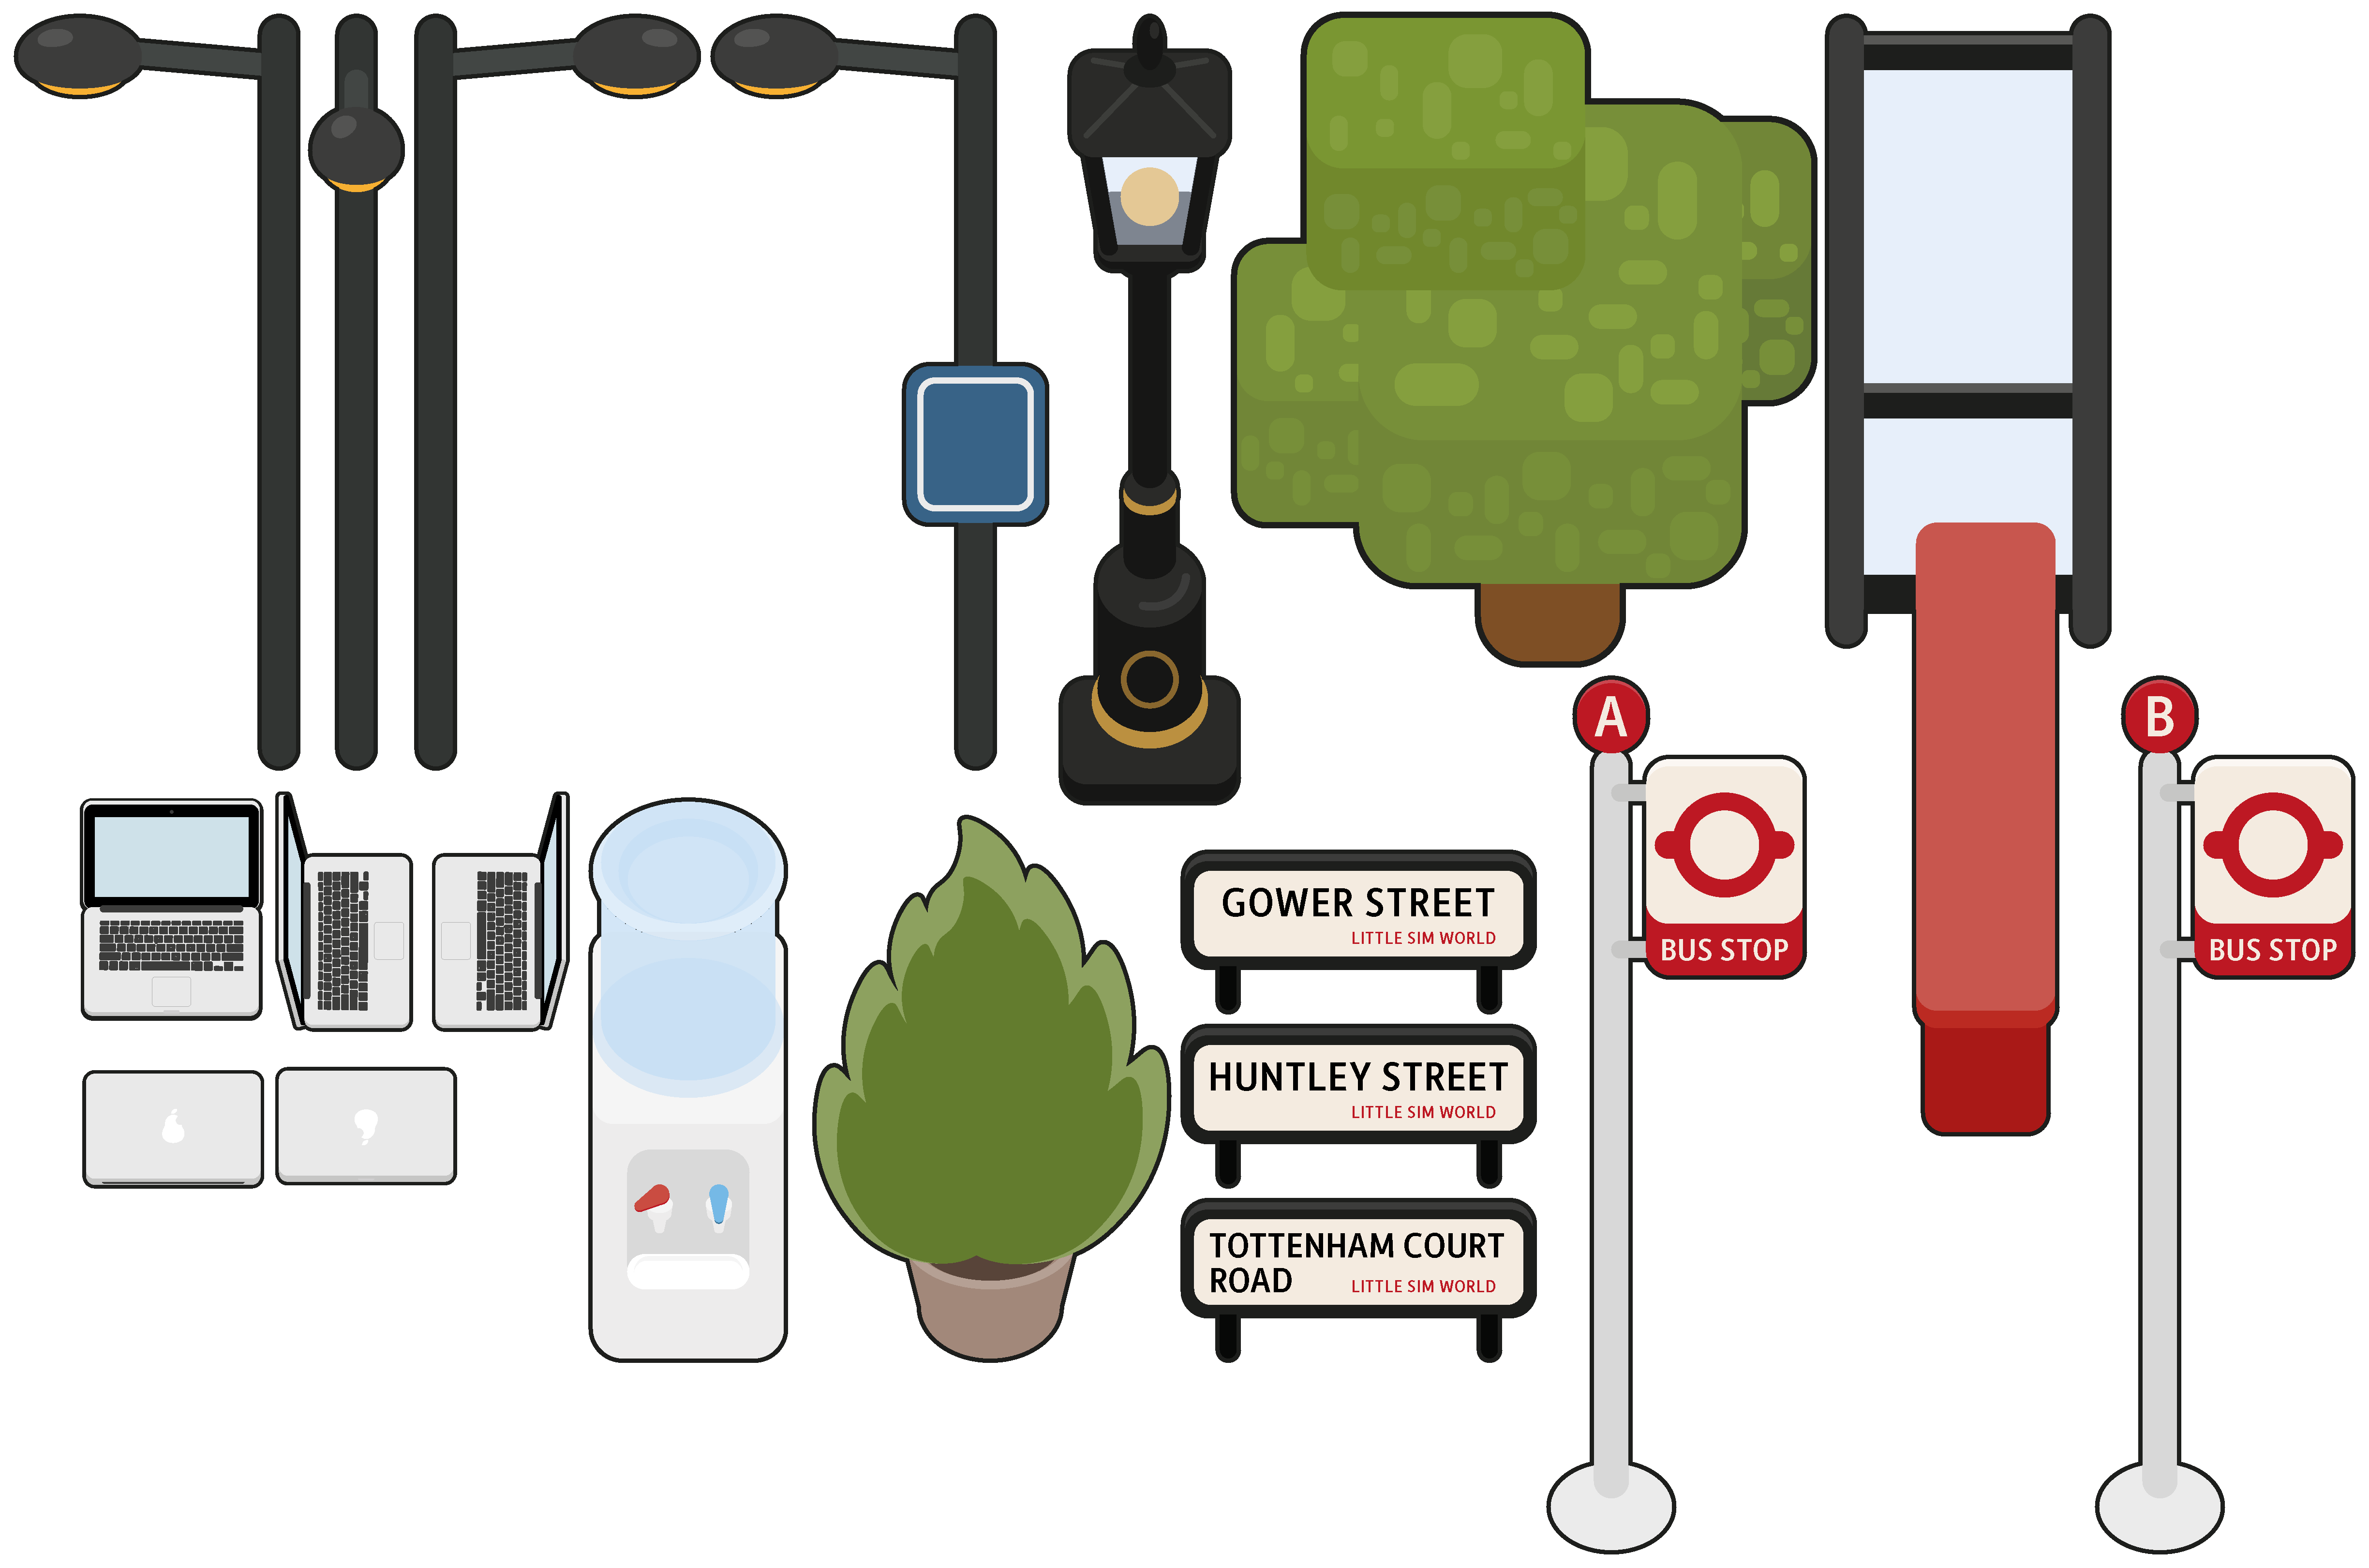 A
B
BUS STOP
BUS STOP
GOWER STREET
LITTLE SIM WORLD
HUNTLEY STREET
LITTLE SIM WORLD
TOTTENHAM COURT
ROAD
LITTLE SIM WORLD